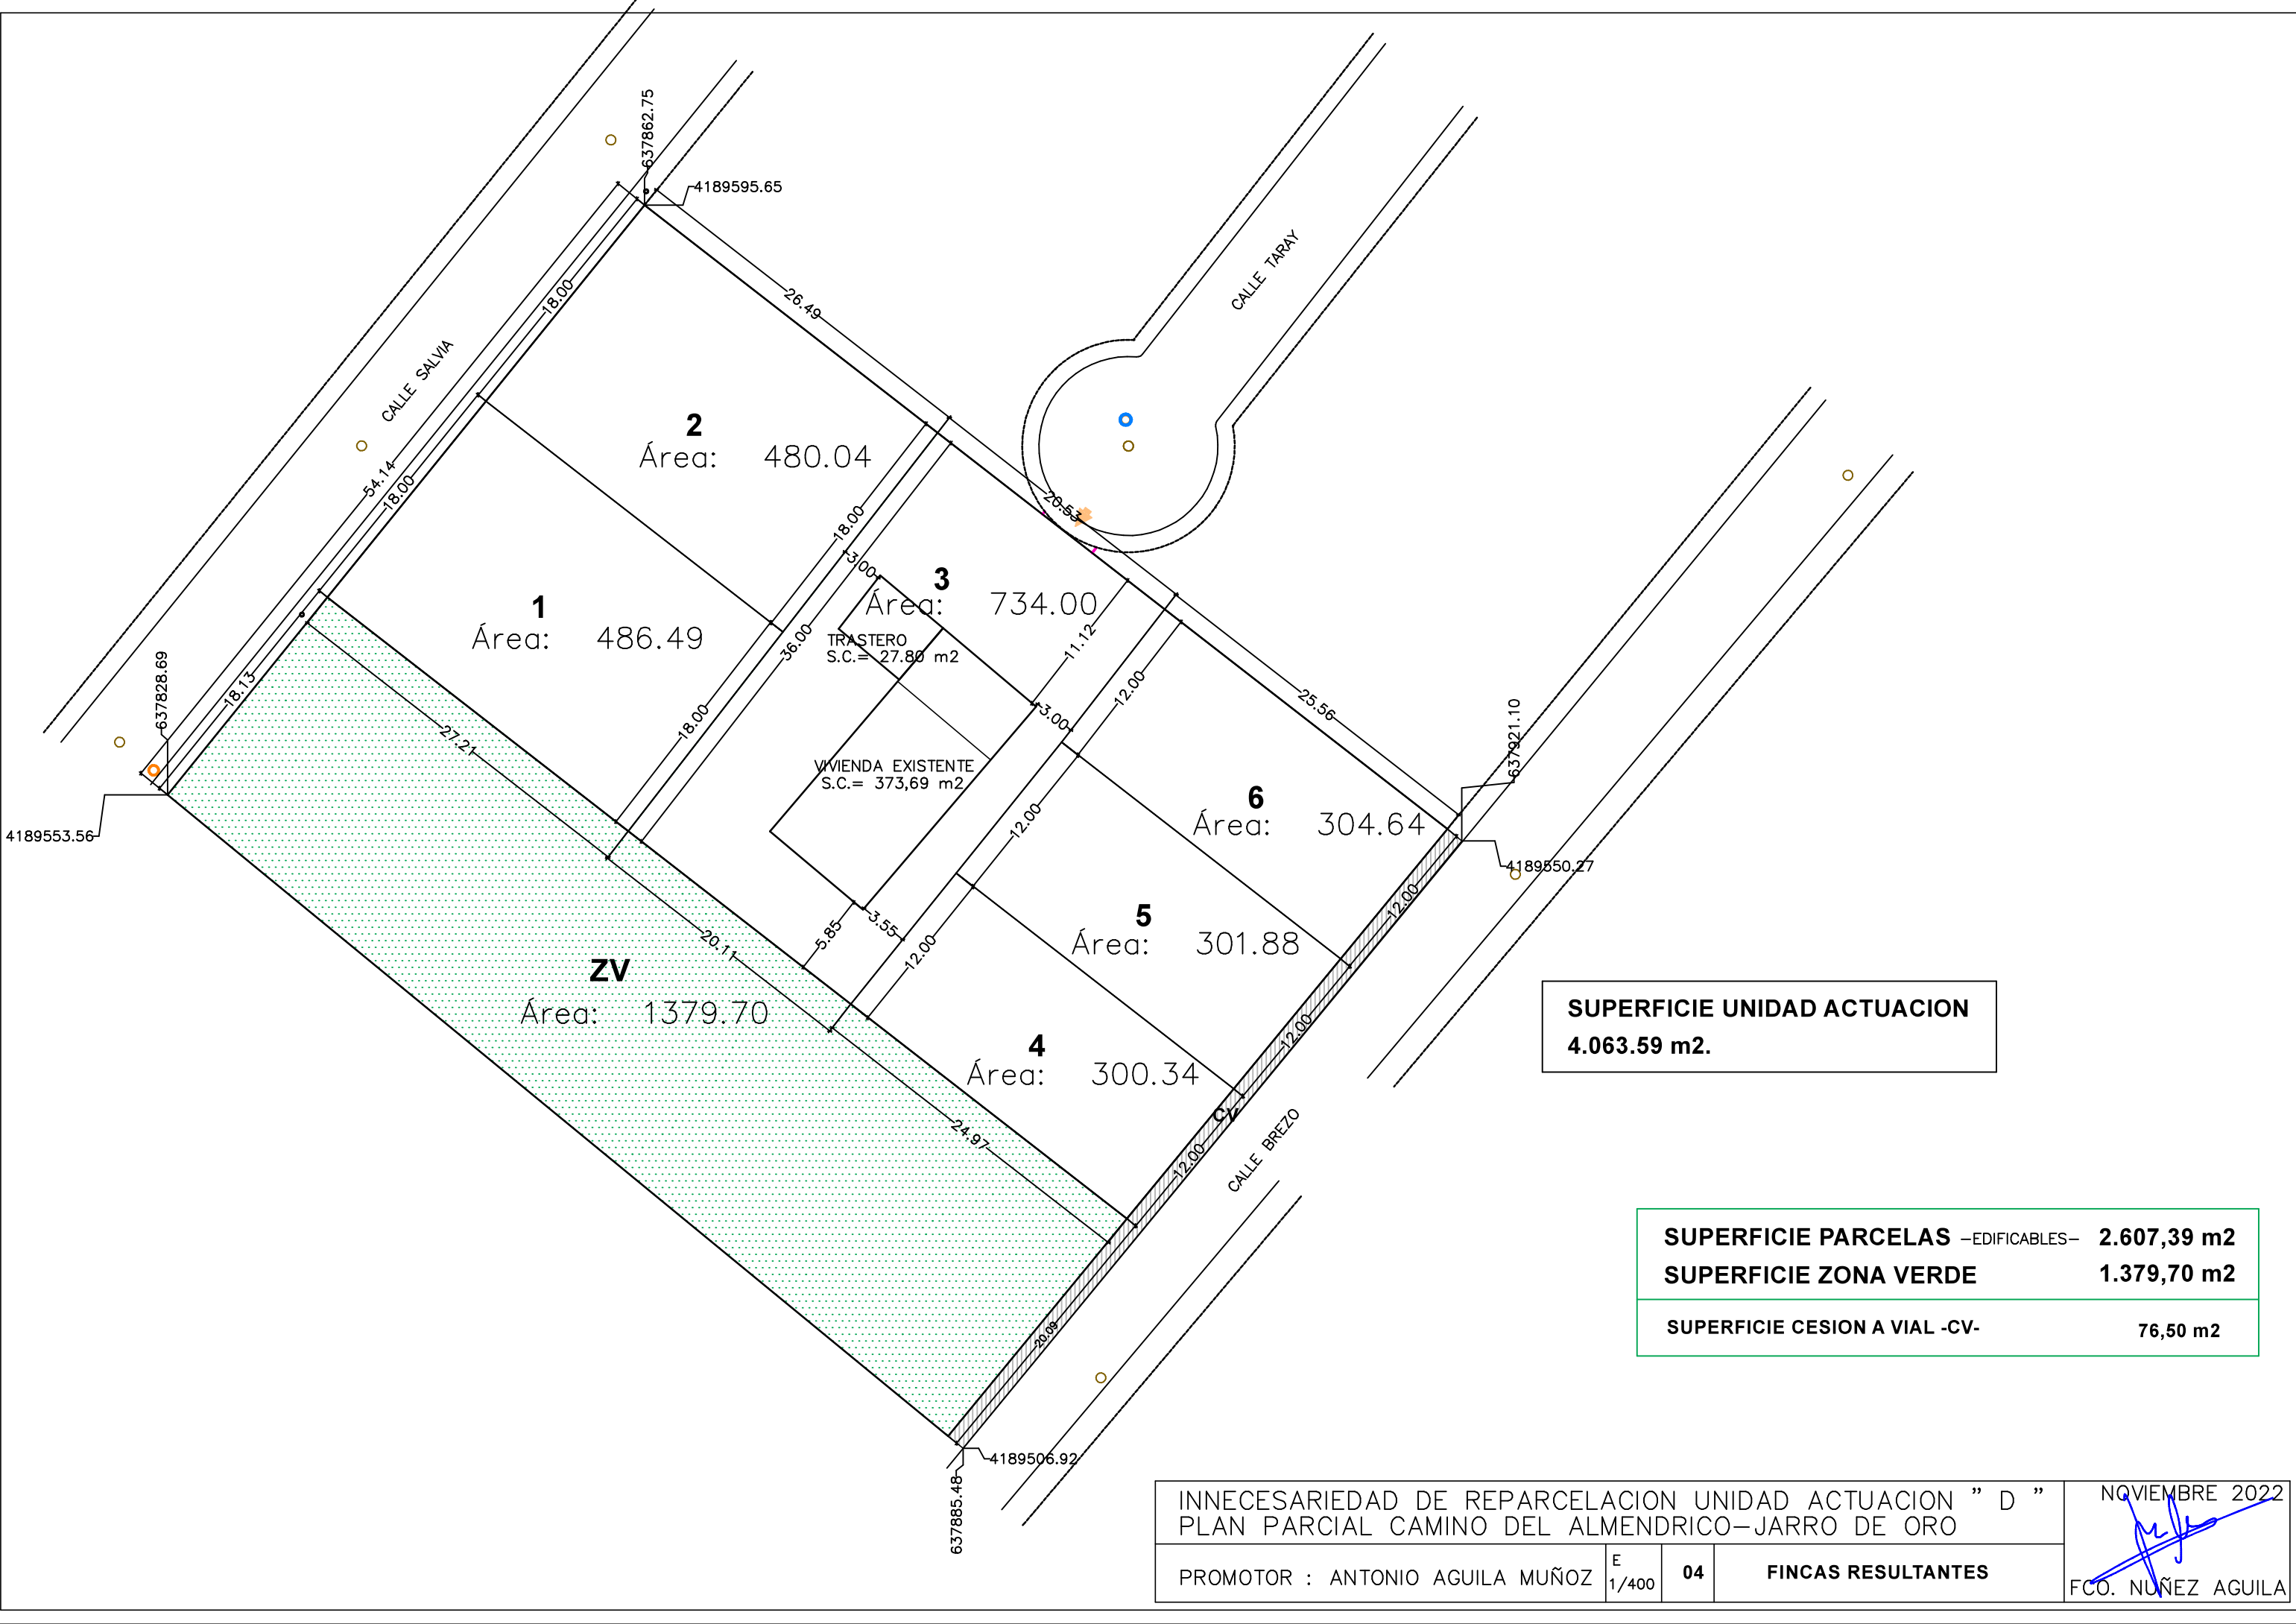 637862.75
4189595.65
CALLE TARAY
26.49
18.00
CALLE SALVIA
2
Área: 480.04
54.14
18.00
18.00
20.53
3.00
3
Área: 734.00
1
Área: 486.49
TRASTERO
S.C.= 27.80 m2
36.00
11.12
12.00
637828.69
18.13
27.21
18.00
3.00
25.56
637921.10
VIVIENDA EXISTENTE
S.C.= 373,69 m2
4189553.56
12.00
6
Área: 304.64
4189550.27
12.00
5.85
3.55
12.00
5
Área: 301.88
20.11
ZV
Área: 1379.70
12.00
4
Área: 300.34
CV
24.97
12.00
CALLE BREZO
20.09
4189506.92
637885.48
SUPERFICIE UNIDAD ACTUACION
4.063.59 m2.
SUPERFICIE PARCELAS -EDIFICABLES- 2.607,39 m2
SUPERFICIE ZONA VERDE 1.379,70 m2
SUPERFICIE CESION A VIAL -CV- 76,50 m2
INNECESARIEDAD DE REPARCELACION UNIDAD ACTUACION " D "
PLAN PARCIAL CAMINO DEL ALMENDRICO-JARRO DE ORO
PROMOTOR : ANTONIO AGUILA MUÑOZ
E
1/400
04
FINCAS RESULTANTES
NOVIEMBRE 2022
FCO. NUÑEZ AGUILA